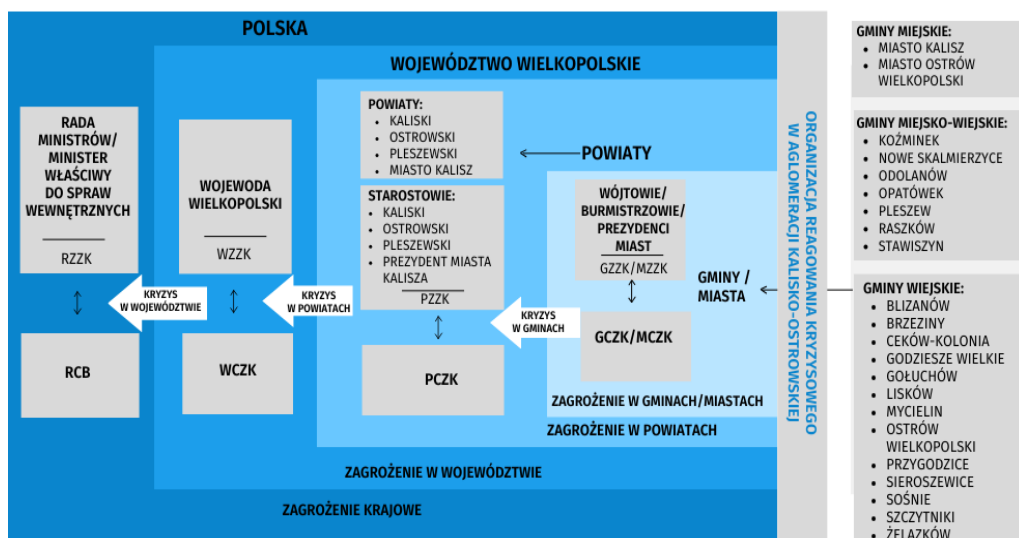 POLSKA
WOJEWÓDZTWO WIELKOPOLSKIE
RADA
MINISTRÓW/
MINISTER
WŁAŚCIWY
DO SPRAW
WEWNĘTRZNYCH
RZZK
KRYZYS
W WOJEWÓDZTWIE
RCB
WOJEWODA
WIELKOPOLSKI
WZZK
KRYZYS
W POWIATACH
WCZK
POWIATY:
• KALISKI
• OSTROWSKI
• PLESZEWSKI
• MIASTO KALISZ
STAROSTOWIE:
• KALISKI
• OSTROWSKI
• PLESZEWSKI
• PREZYDENT MIASTA
KALISZA
PZZK
KRYZYS
W GMINACH
PCZK
POWIATY
WÓJTOWIE/
BURMISTRZOWIE/
PREZYDENCI
MIAST
GZZK/MZZK
GMINY /
MIASTA
GCZK/MCZK
ZAGROŻENIE W GMINACH/MIASTACH
ZAGROŻENIE W POWIATACH
ZAGROŻENIE W WOJEWÓDZTWIE
ZAGROŻENIE KRAJOWE
ORGANIZACJA REAGOWANIA KRYZYSOWEGO
W AGLOMERACJI KALISKO-OSTROWSKIEJ
GMINY MIEJSKIE:
• MIASTO KALISZ
• MIASTO OSTRÓW
WIELKOPOLSKI
GMINY MIEJSKO-WIEJSKIE:
• KOŹMINEK
• NOWE SKALMIERZYCE
• ODOLANÓW
• OPATÓWEK
• PLESZEW
• RASZKÓW
• STAWISZYN
GMINY WIEJSKIE:
• BLIZANÓW
• BRZEZINY
• CEKÓW-KOLONIA
• GODZIESZE WIELKIE
• GOŁUCHÓW
• LISKÓW
• MYCIELIN
• OSTRÓW
WIELKOPOLSKI
• PRZYGODZICE
• SIEROSZEWICE
• SOŚNIE
• SZCZYTNIKI
• ŻELAZKÓW